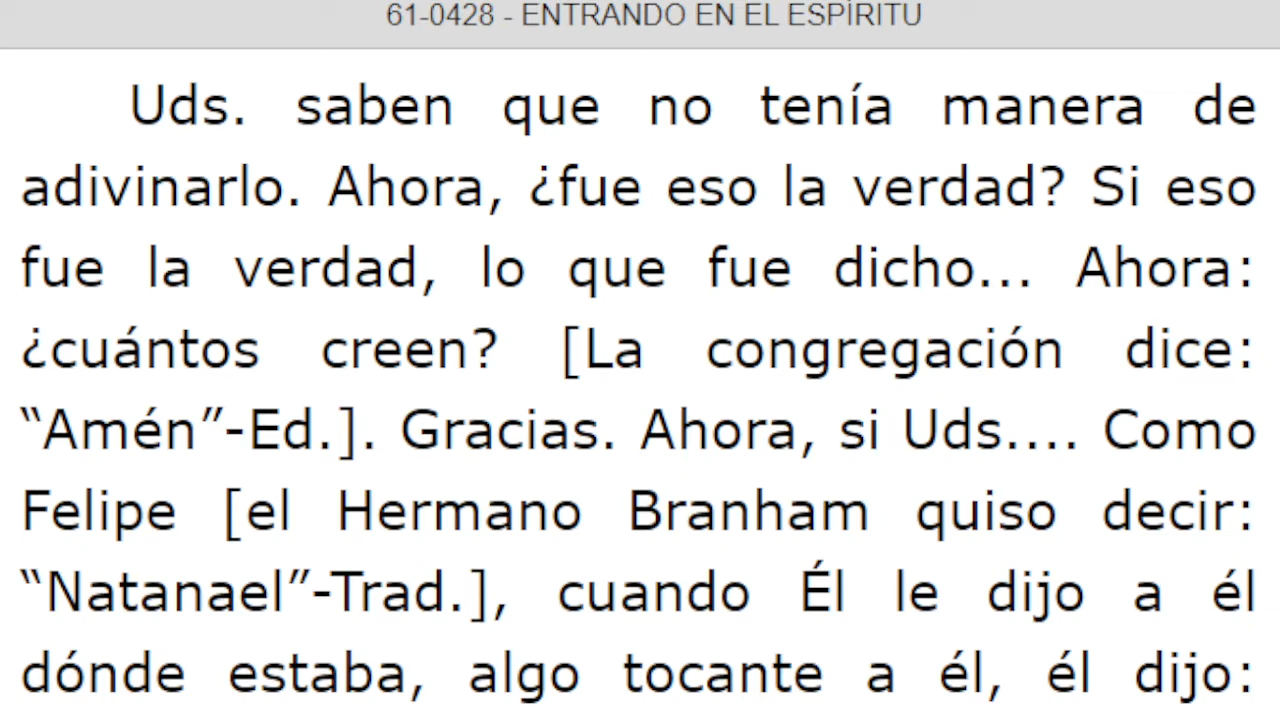 61-0428 - ENTRANDO EN EL ESPÍRITU
Uds. saben que no tenía manera de
adivinarlo. Ahora, ¿fue eso la verdad? Si eso
fue la verdad, lo que fue dicho... Ahora:
¿cuántos creen? [La congregación dice:
“Amén”-Ed.]. Gracias. Ahora, si Uds.... Como
Felipe [el Hermano Branham quiso decir:
“Natanael”-Trad.], cuando Él le dijo a él
dónde estaba, algo tocante a él, él dijo: